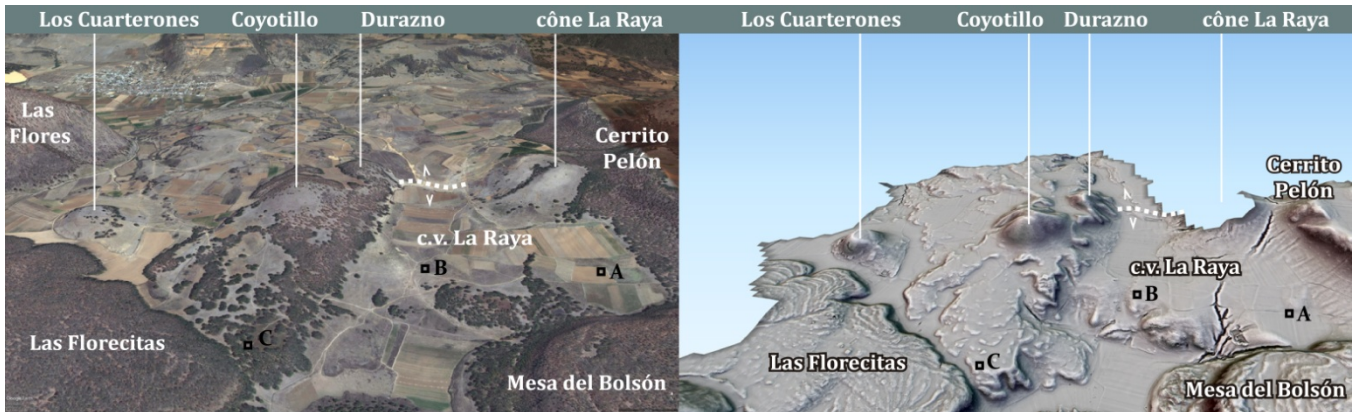 Los Cuarterones Coyotillo Durazno cône La Raya
Las
Flores
Cerrito
Pelón
c.v. La Raya
B
A
C
Las Florecitas
Mesa del Bolsón
Los Cuarterones Coyotillo Durazno cône La Raya
Cerrito
Pelón
c.v. La Raya
B
A
C
Las Florecitas
Mesa del Bolsón